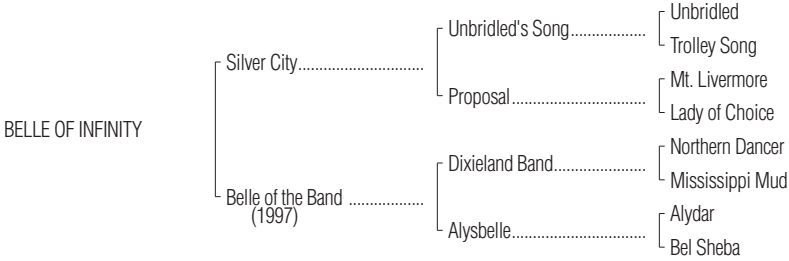 Unbridled
Unbridled's Song..................
Trolley Song
Silver City..............................
Mt. Livermore
Proposal................................
Lady of Choice
BELLE OF INFINITY
Northern Dancer
Dixieland Band......................
Mississippi Mud
Belle of the Band ..................
(1997)
Alydar
Alysbelle................................
Bel Sheba